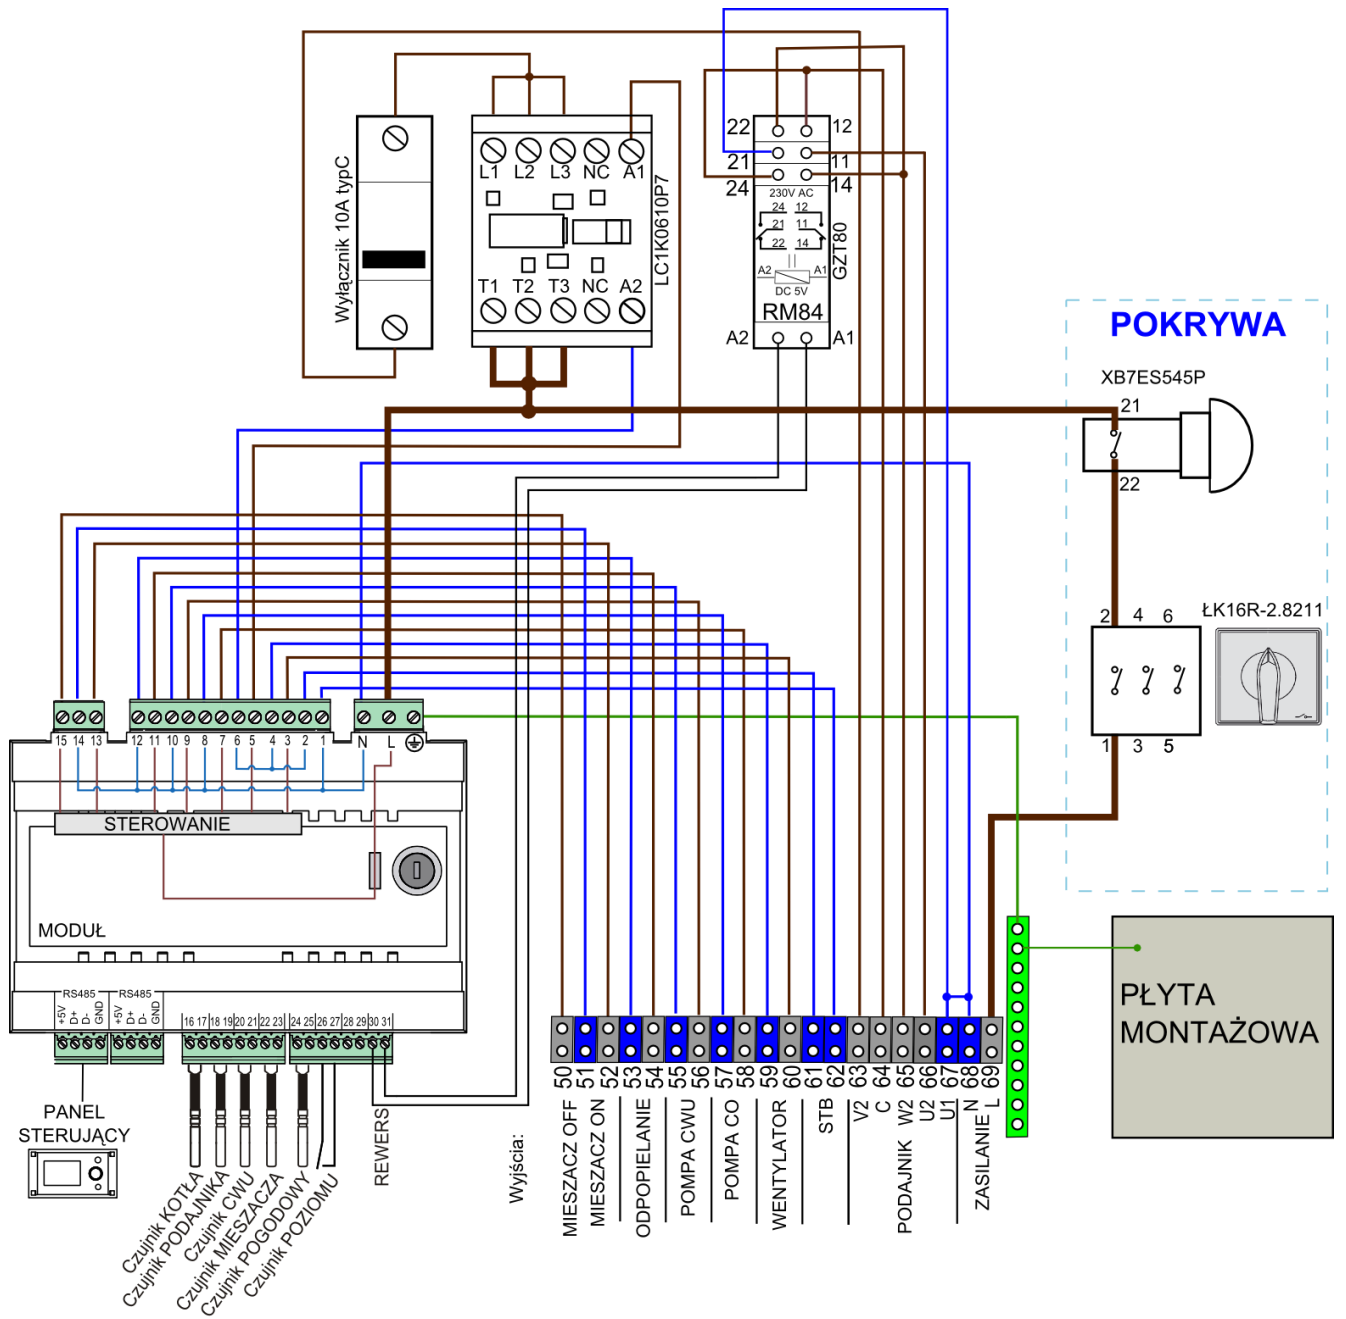 Wyłącznik 10A typC
L1 L2 L3 NC A1
T1 T2 T3 NC A2
LC1K0610P7
22 12
21 11
24 14
230V AC
24 12
21 11
22 14
A2 A1
DC 5V
RM84
GZT80
A2 A1
POKRYWA
XB7ES545P
21
22
ŁK16R-2.8211
2 4 6
1 3 5
15 14 13 12 11 10 9 8 7 6 5 4 3 2 1 N L
STEROWANIE
MODUŁ
RS485 RS485
+5V D+ D- GND +5V D+ D- GND
16 17 18 19 20 21 22 23 24 25 26 27 28 29 30 31
PANEL
STERUJĄCY
Czujnik KOTŁA
Czujnik PODAJNIKA
Czujnik CWU
Czujnik MIESZACZA
Czujnik POGODOWY
Czujnik POZIOMU
REWERS
Wyjścia:
50 51 52 53 54 55 56 57 58 59 60 61 62 63 64 65 66 67 68 69
MIESZACZ OFF
MIESZACZ ON
ODPOPIELANIE
POMPA CWU
POMPA CO
WENTYLATOR
STB
V2 C W2 U2 U1 N L
PODAJNIK
ZASILANIE
PŁYTA
MONTAŻOWA